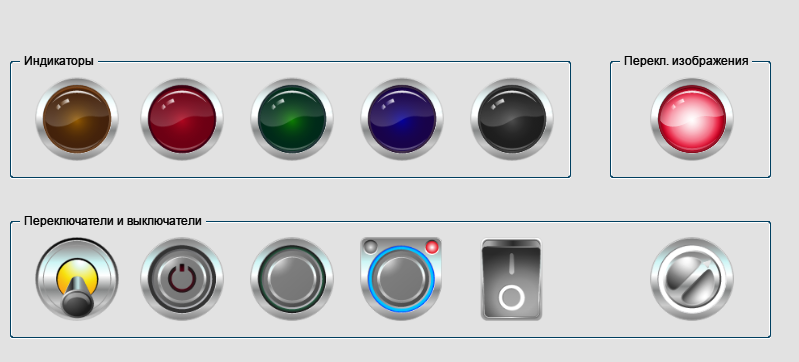 Индикаторы
Перекл. изображения
Переключатели и выключатели